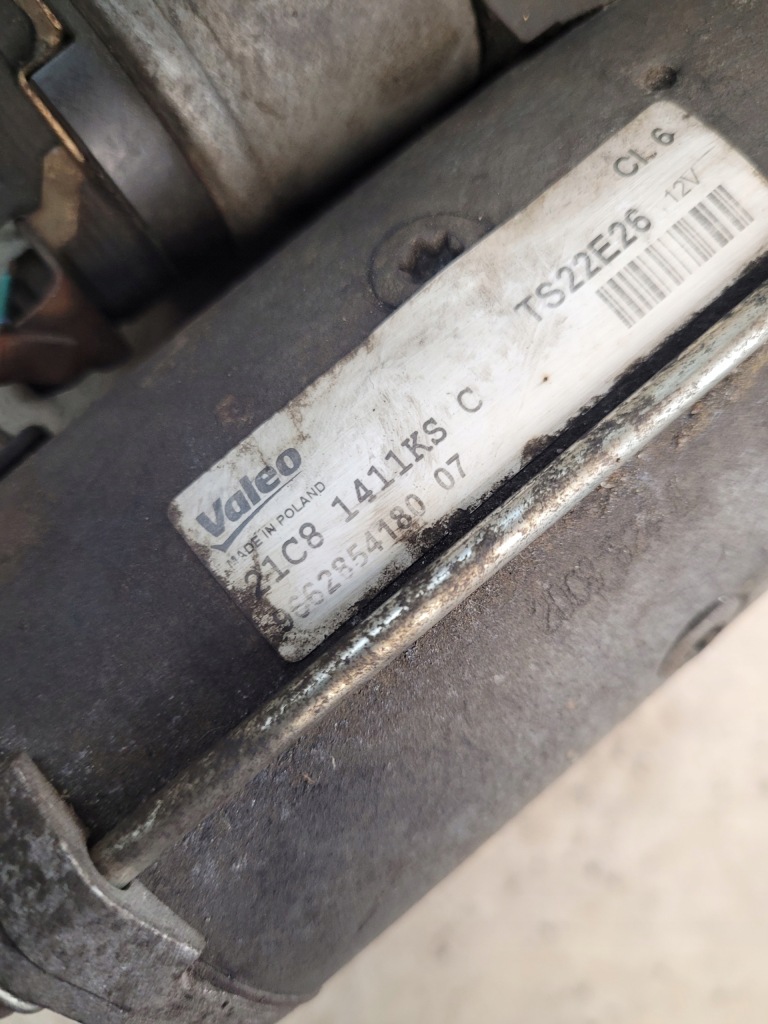 Valeo
MADE IN POLAND
21C8 1411KS C
9662854180 07
TS22E26 12V
CL 6